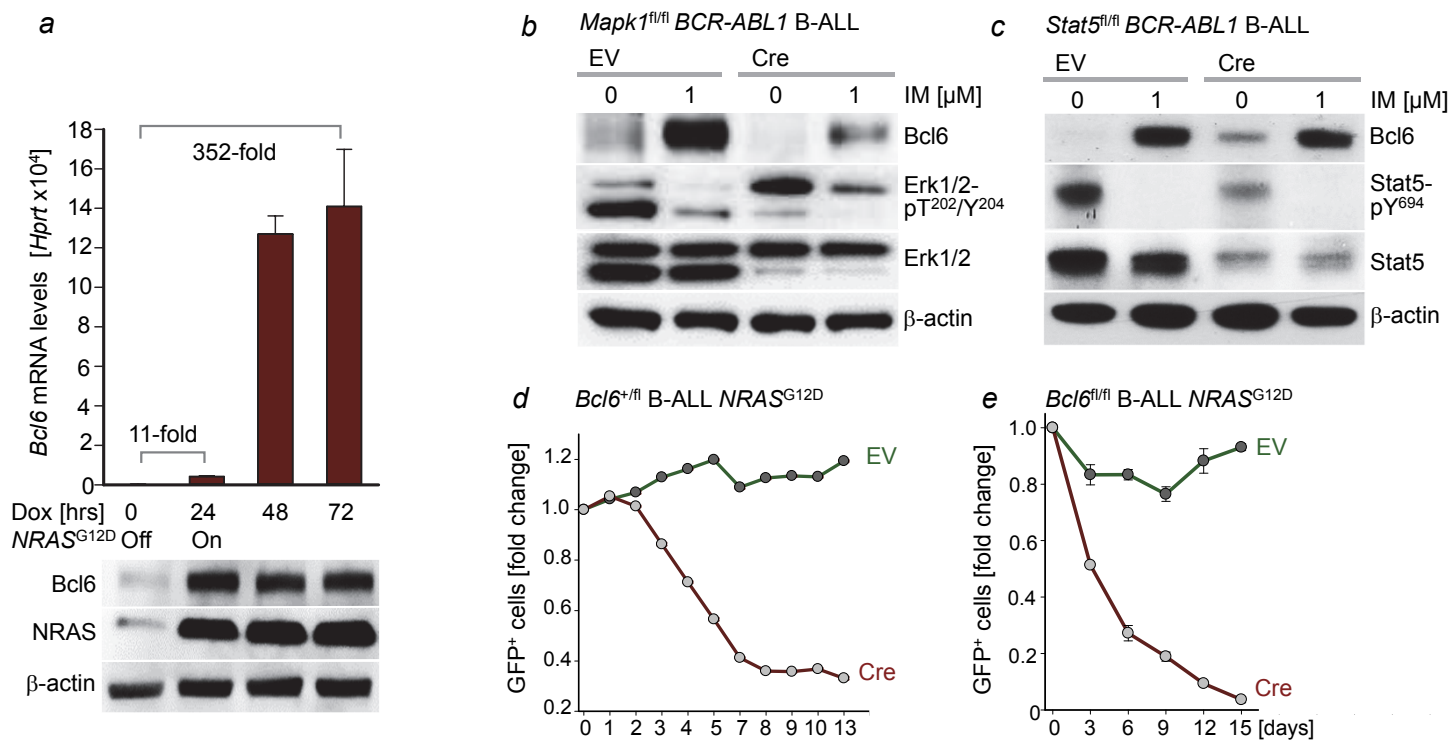 a
Bcl6 mRNA levels [Hprt x10⁴]
18
16
14
12
10
8
6
4
2
0
352-fold
11-fold
Dox [hrs] 0 24 48 72
NRASᴳ¹²ᴰ Off On
Bcl6
NRAS
β-actin
b Mapk1ᶠˡ/ᶠˡ BCR-ABL1 B-ALL
EV Cre
0 1 0 1 IM [µM]
Bcl6
Erk1/2-
pT²⁰²/Y²⁰⁴
Erk1/2
β-actin
c Stat5ᶠˡ/ᶠˡ BCR-ABL1 B-ALL
EV Cre
0 1 0 1 IM [µM]
Bcl6
Stat5-
pY⁶⁹⁴
Stat5
β-actin
d Bcl6⁺/ᶠˡ B-ALL NRASᴳ¹²ᴰ
GFP⁺ cells [fold change]
1.2
1.0
0.8
0.6
0.4
0.2
EV
Cre
0 1 2 3 4 5 7 8 9 10 13
e Bcl6ᶠˡ/ᶠˡ B-ALL NRASᴳ¹²ᴰ
GFP⁺ cells [fold change]
1.0
0.8
0.6
0.4
0.2
0
EV
Cre
0 3 6 9 12 15 [days]